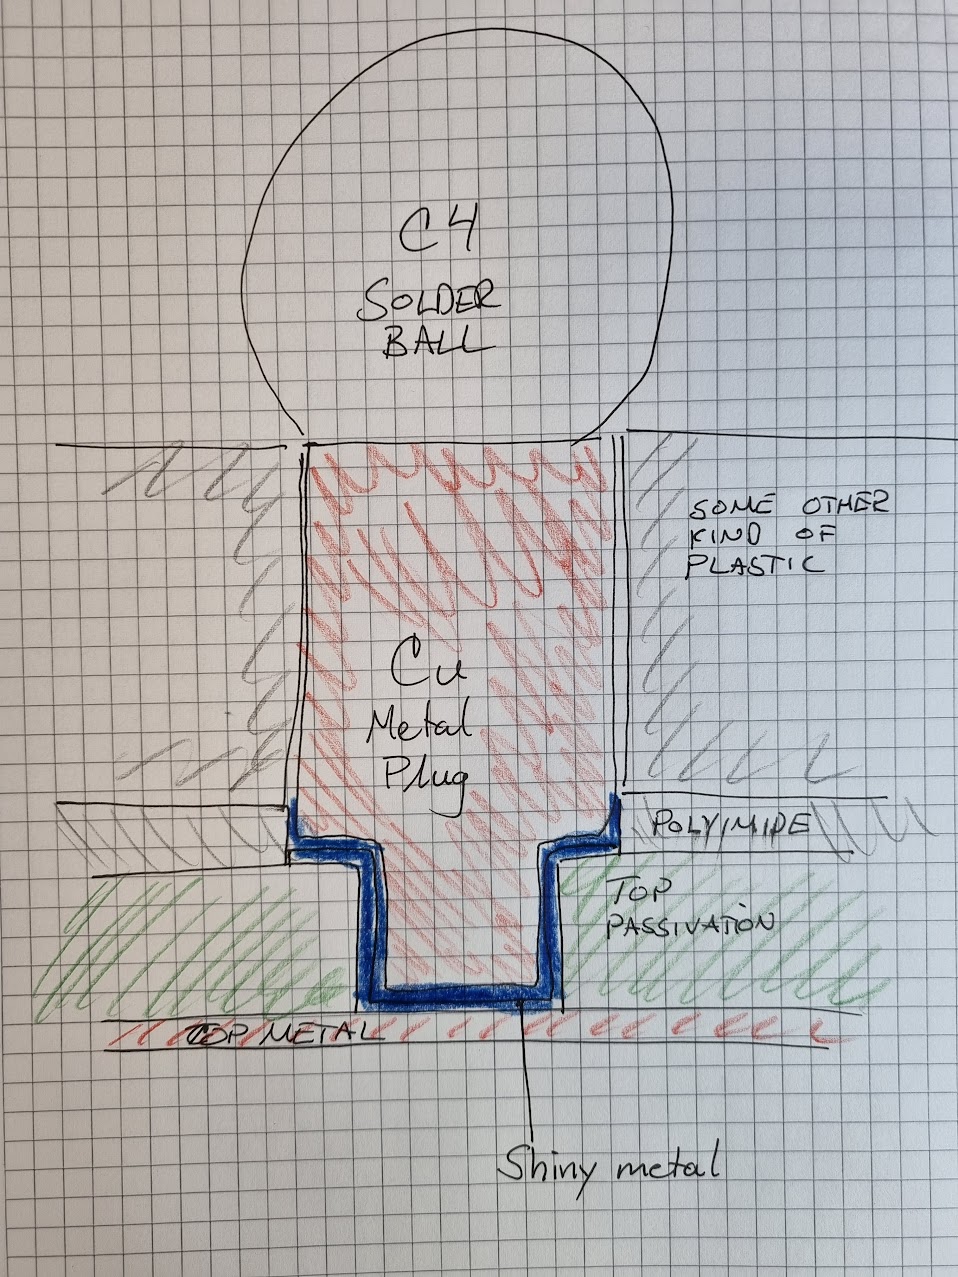 C4
SOLDER
BALL
SOME OTHER
KIND OF
PLASTIC
Cu
Metal
Plug
POLYIMIDE
TOP
PASSIVATION
TOP METAL
Shiny metal